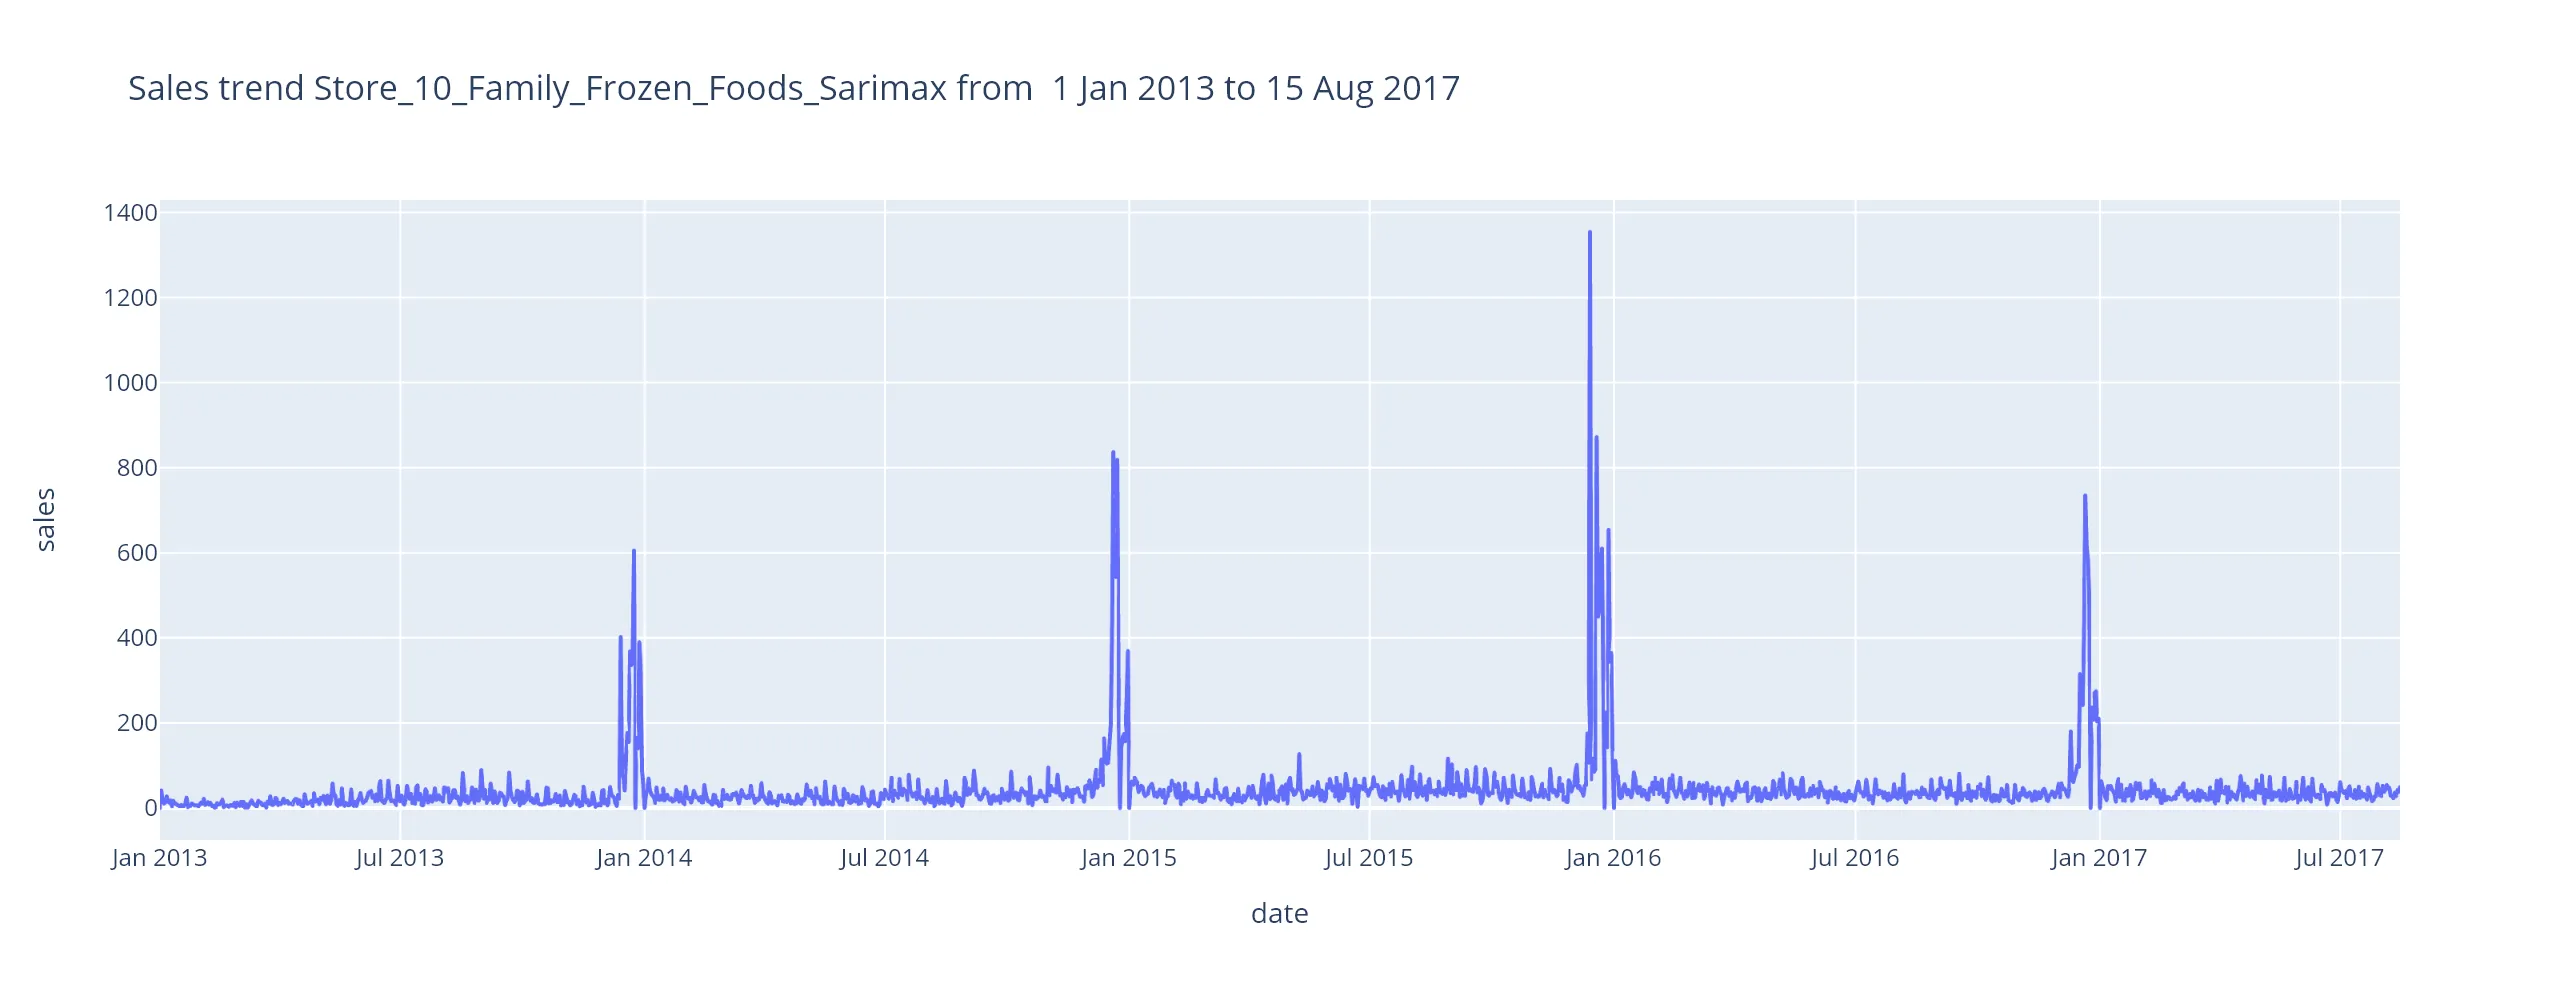 Sales trend Store_10_Family_Frozen_Foods_Sarimax from  1 Jan 2013 to 15 Aug 2017
1400
1200
1000
800
600
400
200
0
sales
Jan 2013 Jul 2013 Jan 2014 Jul 2014 Jan 2015 Jul 2015 Jan 2016 Jul 2016 Jan 2017 Jul 2017
date